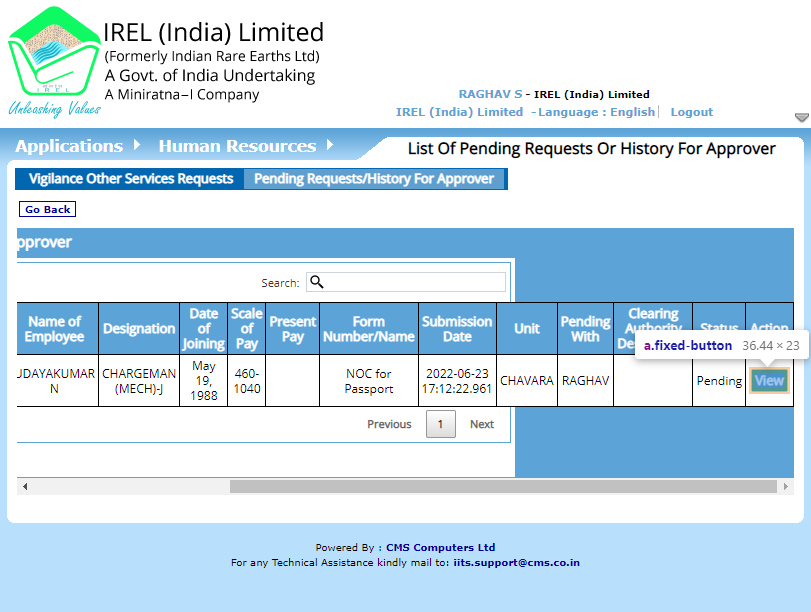 IREL (India) Limited
(Formerly Indian Rare Earths Ltd)
A Govt. of India Undertaking
A Miniratna–I Company
IREL
Unleashing Values
RAGHAV S - IREL (India) Limited
IREL (India) Limited - Language : English Logout
Applications Human Resources
List Of Pending Requests Or History For Approver
Vigilance Other Services Requests Pending Requests/History For Approver
Go Back
pprover
Search:
Name of Employee Designation Date of Joining Scale of Pay Present Pay Form Number/Name Submission Date Unit Pending With Clearing Authority Status Action
a.fixed-button 36.44 × 23
UDAYAKUMAR N CHARGEMAN (MECH)-J May 19, 1988 460-1040 NOC for Passport 2022-06-23 17:12:22.961 CHAVARA RAGHAV Pending View
Previous 1 Next
Powered By : CMS Computers Ltd
For any Technical Assistance kindly mail to: iits.support@cms.co.in